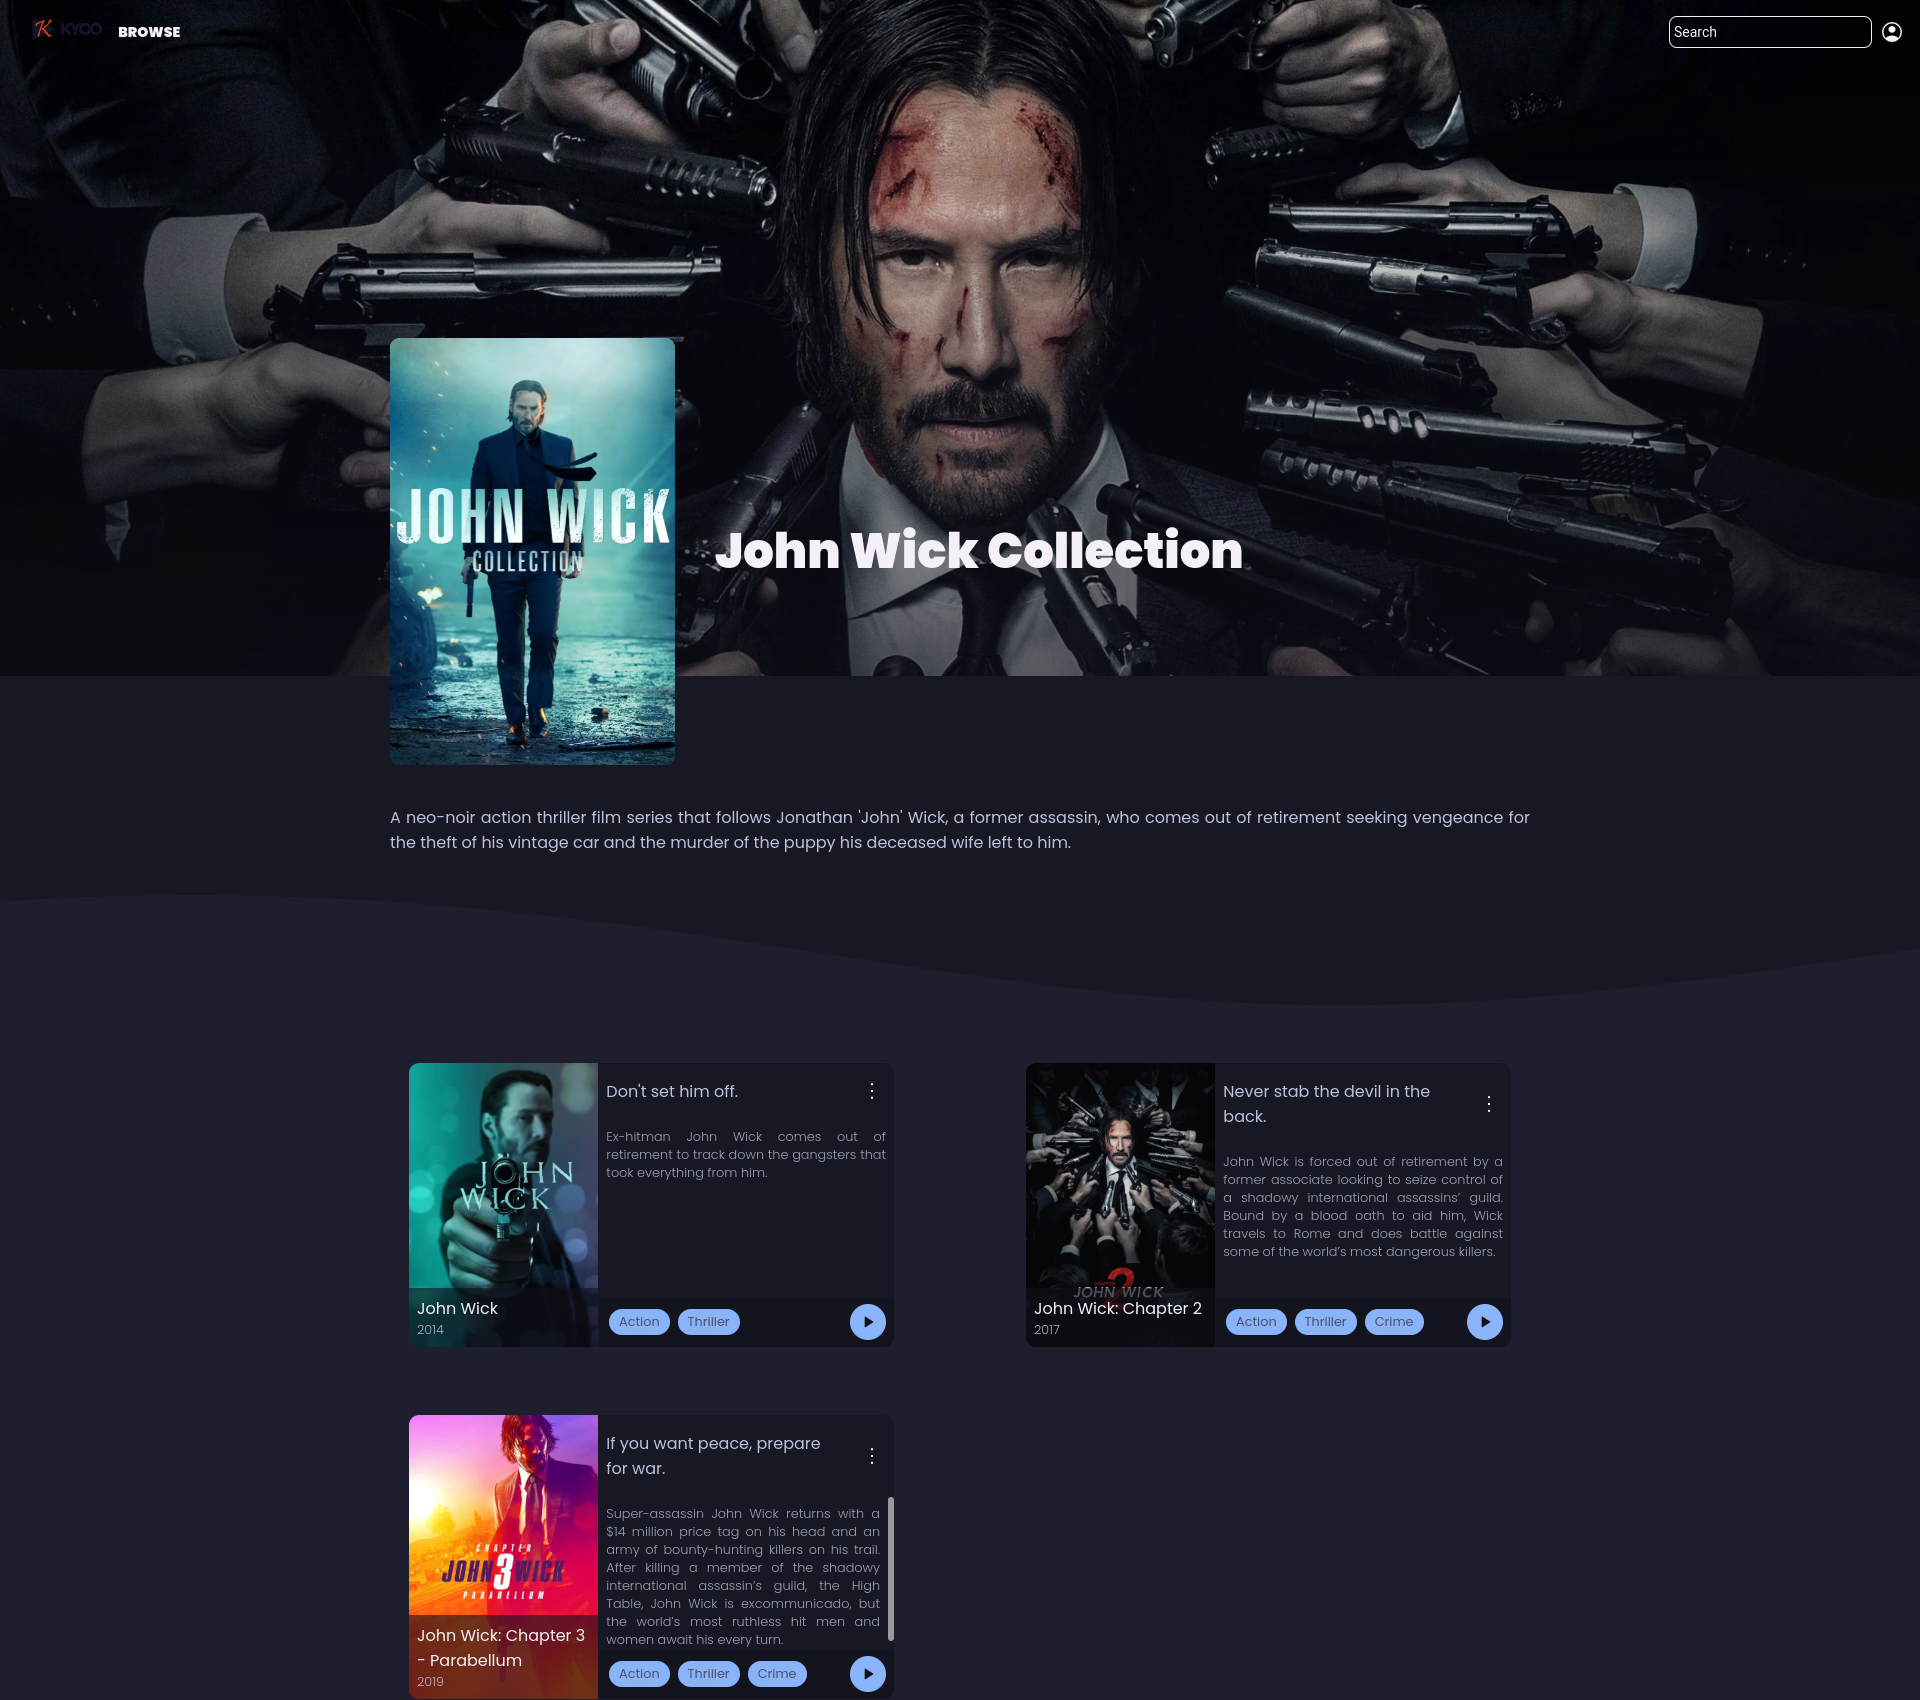 K KYOO BROWSE
Search
JOHN WICK
COLLECTION
John Wick Collection
A neo-noir action thriller film series that follows Jonathan 'John' Wick, a former assassin, who comes out of retirement seeking vengeance for
the theft of his vintage car and the murder of the puppy his deceased wife left to him.
JOHN
WICK
John Wick
2014
Don't set him off.
Ex-hitman John Wick comes out of
retirement to track down the gangsters that
took everything from him.
Action Thriller
CHAPTER 2
JOHN WICK
John Wick: Chapter 2
2017
Never stab the devil in the
back.
John Wick is forced out of retirement by a
former associate looking to seize control of
a shadowy international assassins’ guild.
Bound by a blood oath to aid him, Wick
travels to Rome and does battle against
some of the world’s most dangerous killers.
Action Thriller Crime
CHAPTER
JOHN 3 WICK
PARABELLUM
John Wick: Chapter 3
- Parabellum
2019
If you want peace, prepare
for war.
Super-assassin John Wick returns with a
$14 million price tag on his head and an
army of bounty-hunting killers on his trail.
After killing a member of the shadowy
international assassin’s guild, the High
Table, John Wick is excommunicado, but
the world’s most ruthless hit men and
women await his every turn.
Action Thriller Crime